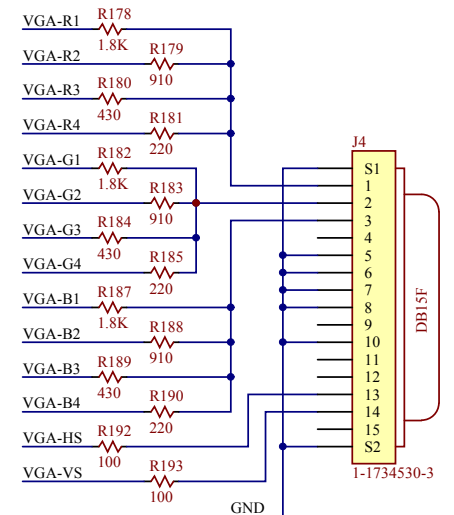 VGA-R1 R178 1.8K
VGA-R2 R179 910
VGA-R3 R180 430
VGA-R4 R181 220
VGA-G1 R182 1.8K
VGA-G2 R183 910
VGA-G3 R184 430
VGA-G4 R185 220
VGA-B1 R187 1.8K
VGA-B2 R188 910
VGA-B3 R189 430
VGA-B4 R190 220
VGA-HS R192 100
VGA-VS R193 100
GND
J4
S1
1
2
3
4
5
6
7
8
9
10
11
12
13
14
15
S2
DB15F
1-1734530-3